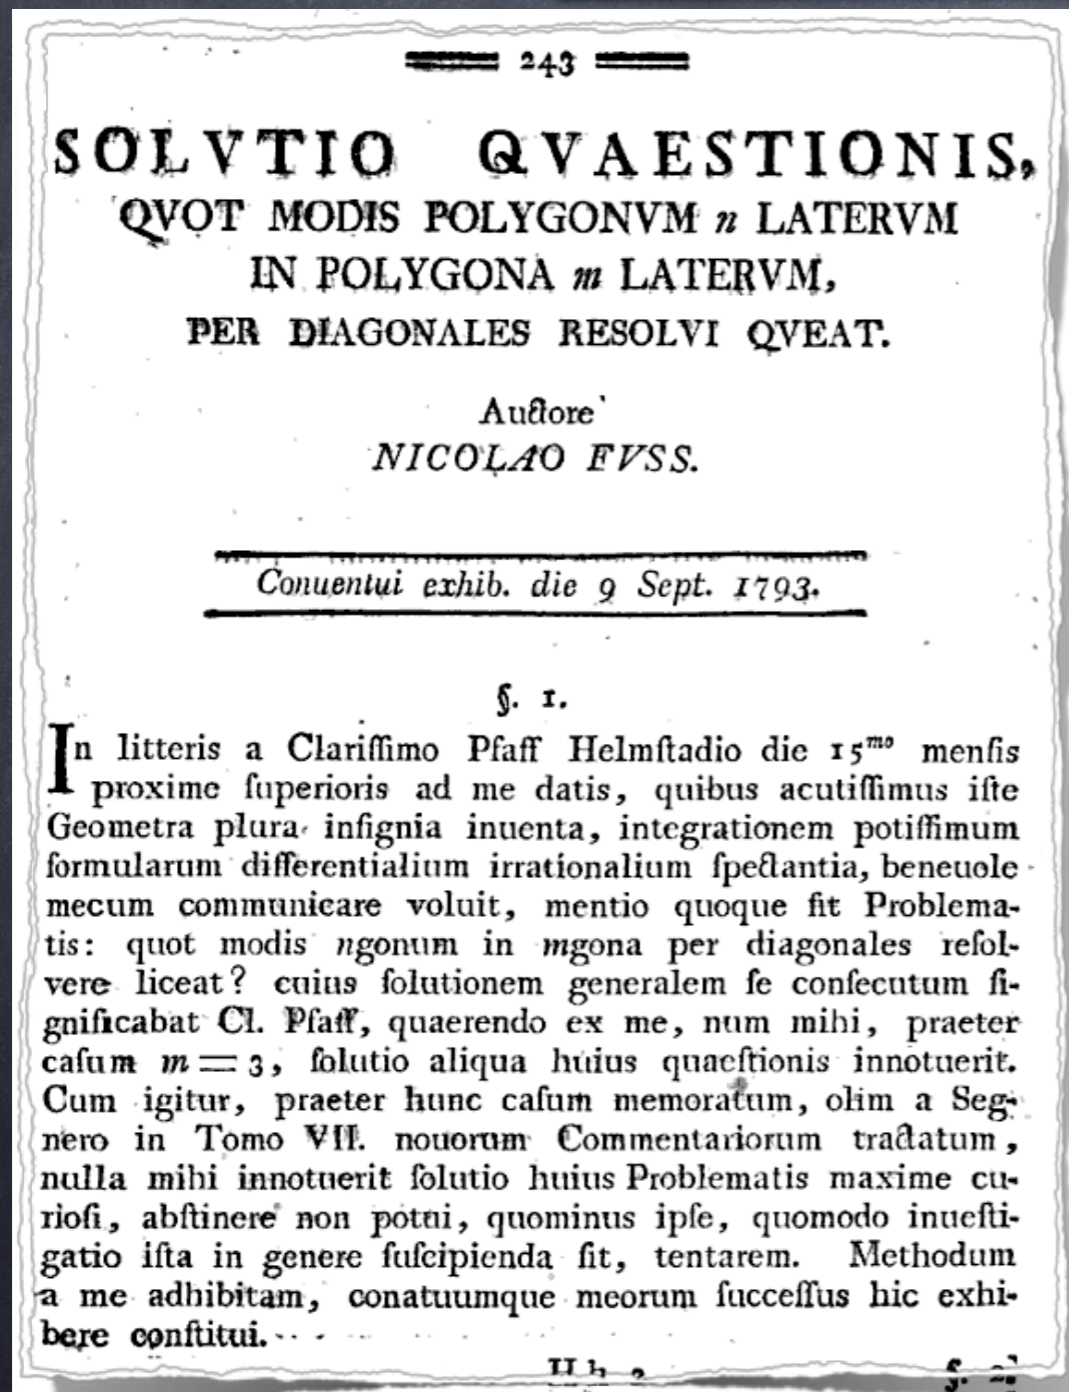 243
SOLVTIO QVAESTIONIS,
QVOT MODIS POLYGONVM n LATERVM
IN POLYGONA m LATERVM,
PER DIAGONALES RESOLVI QVEAT.
Auctore
NICOLAO FVSS.
Conuentui exhib. die 9 Sept. 1793.
§. 1.
In litteris a Clariſſimo Pfaff Helmſtadio die 15mo menſis
proxime ſuperioris ad me datis, quibus acutiſſimus iſte
Geometra plura inſignia inuenta, integrationem potiſſimum
formularum differentialium irrationalium ſpectantia, beneuole
mecum communicare voluit, mentio quoque fit Problema-
tis: quot modis ngonum in mgona per diagonales reſol-
vere liceat? cuius ſolutionem generalem ſe conſecutum ſi-
gnificabat Cl. Pfaff, quaerendo ex me, num mihi, praeter
caſum m = 3, ſolutio aliqua huius quaeſtionis innotuerit.
Cum igitur, praeter hunc caſum memoratum, olim a Seg-
nero in Tomo VII. nouorum Commentariorum tractatum,
nulla mihi innotuerit ſolutio huius Problematis maxime cu-
rioſi, abſtinere non potui, quominus ipſe, quomodo inueſti-
gatio iſta in genere ſuſcipienda ſit, tentarem. Methodum
a me adhibitam, conatuumque meorum ſucceſſus hic exhi-
bere conſtitui.